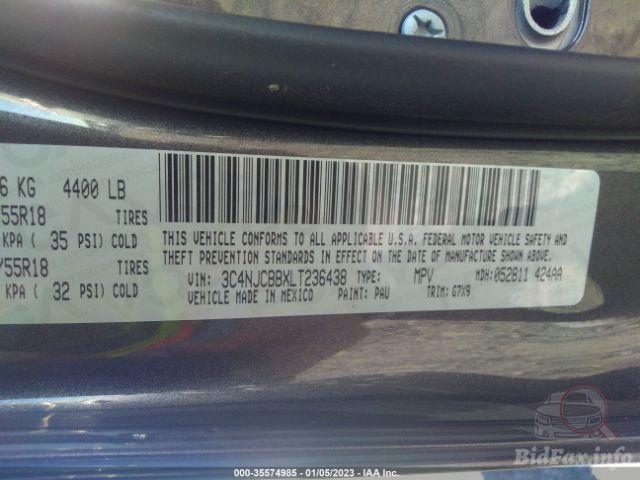 6 KG 4400 LB
55R18 TIRES
KPA ( 35 PSI) COLD
55R18 TIRES
KPA ( 32 PSI) COLD
THIS VEHICLE CONFORMS TO ALL APPLICABLE U.S.A. FEDERAL MOTOR VEHICLE SAFETY AND
THEFT PREVENTION STANDARDS IN EFFECT ON THE DATE OF MANUFACTURE SHOWN ABOVE.
VIN: 3C4NJCBBXLT236438 TYPE: MPV MDH: 052811 424AA
VEHICLE MADE IN MEXICO PAINT: PAU TRIM: G7X9
000-35574985 - 01/05/2023 - IAA Inc.
BidFax.info